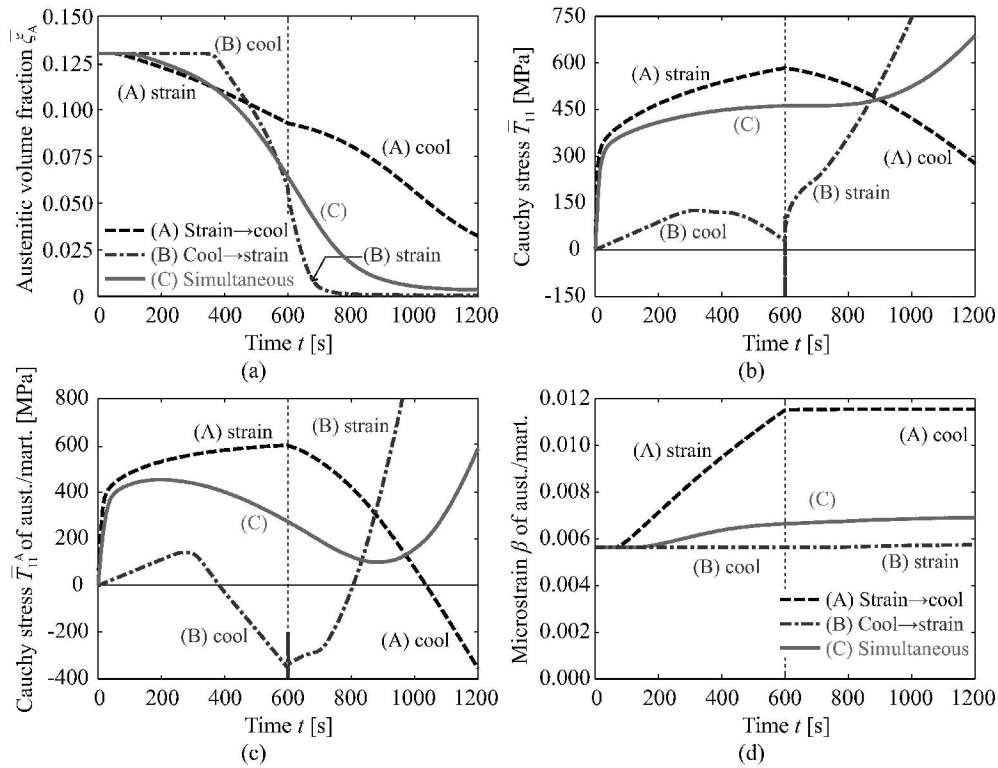 Austenitic volume fraction ξ̄_A
0.150
0.125
0.100
0.075
0.050
0.025
0
(B) cool
(A) strain
(A) cool
(C)
(B) strain
(A) Strain→cool
(B) Cool→strain
(C) Simultaneous
0 200 400 600 800 1000 1200
Time t [s]
(a)
Cauchy stress T̄₁₁ [MPa]
750
600
450
300
150
0
-150
(A) strain
(C)
(A) cool
(B) strain
(B) cool
0 200 400 600 800 1000 1200
Time t [s]
(b)
Cauchy stress T̄₁₁ᴬ of aust./mart. [MPa]
800
600
400
200
0
-200
-400
(A) strain
(B) strain
(C)
(B) cool
(A) cool
0 200 400 600 800 1000 1200
Time t [s]
(c)
Microstrain β of aust./mart.
0.012
0.010
0.008
0.006
0.004
0.002
0.000
(A) strain
(A) cool
(C)
(B) cool
(B) strain
(A) Strain→cool
(B) Cool→strain
(C) Simultaneous
0 200 400 600 800 1000 1200
Time t [s]
(d)